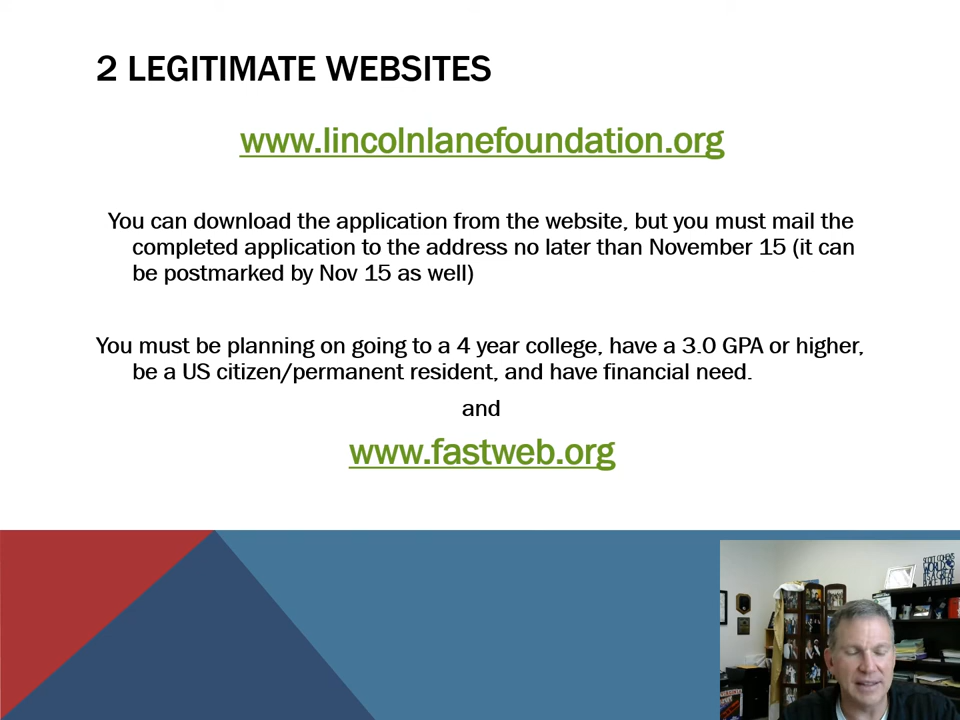 2 LEGITIMATE WEBSITES
www.lincolnlanefoundation.org
You can download the application from the website, but you must mail the
completed application to the address no later than November 15 (it can
be postmarked by Nov 15 as well)
You must be planning on going to a 4 year college, have a 3.0 GPA or higher,
be a US citizen/permanent resident, and have financial need.
and
www.fastweb.org